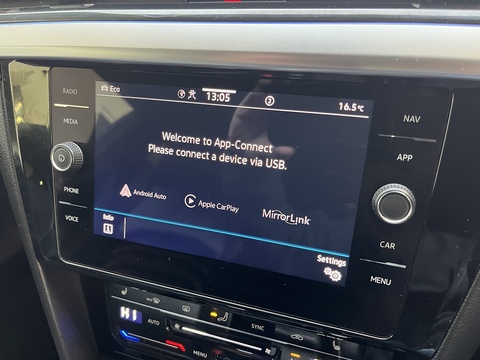 RADIO
MEDIA
PHONE
VOICE
Eco
13:05
2
16.5°C
Welcome to App-Connect
Please connect a device via USB.
Android Auto
Apple CarPlay
MirrorLink
Info
Settings
NAV
APP
CAR
MENU
AUTO
SYNC
MENU